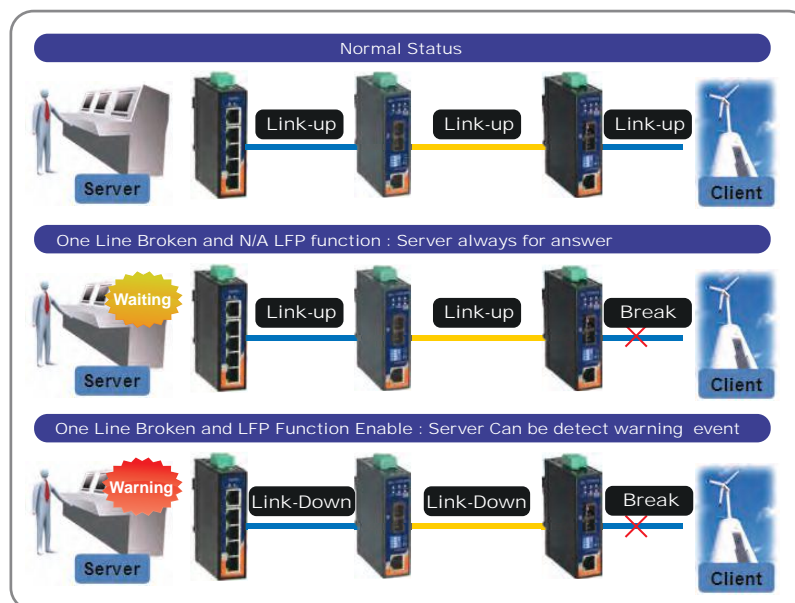 Normal Status
Link-up Link-up Link-up
Server Client
One Line Broken and N/A LFP function : Server always for answer
Waiting
Link-up Link-up Break
Server Client
One Line Broken and LFP Function Enable : Server Can be detect warning event
Warning
Link-Down Link-Down Break
Server Client